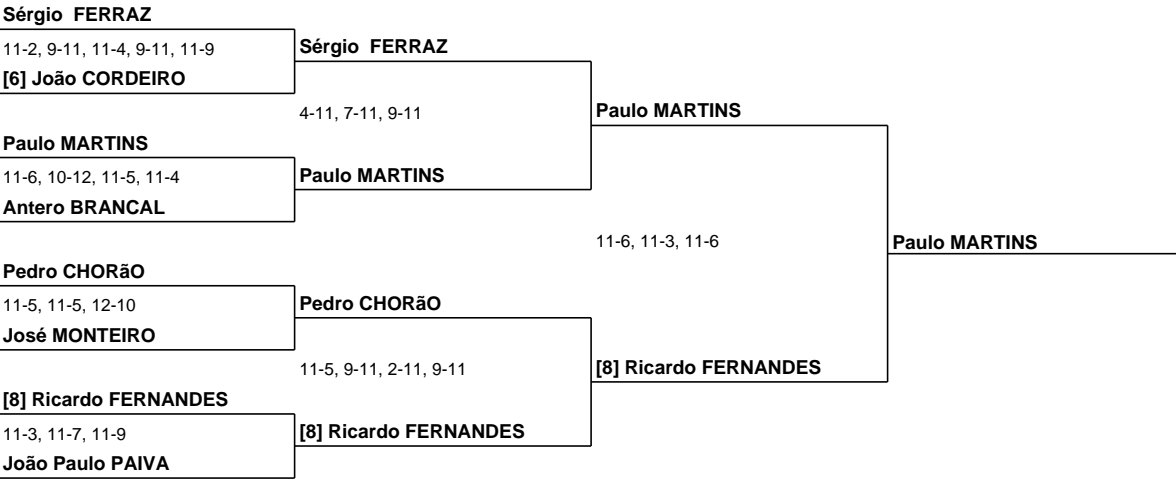 Sérgio  FERRAZ
11-2, 9-11, 11-4, 9-11, 11-9
[6] João CORDEIRO
Sérgio  FERRAZ
4-11, 7-11, 9-11
Paulo MARTINS
11-6, 10-12, 11-5, 11-4
Antero BRANCAL
Paulo MARTINS
Paulo MARTINS
11-6, 11-3, 11-6
Paulo MARTINS
Pedro CHORãO
11-5, 11-5, 12-10
José MONTEIRO
Pedro CHORãO
11-5, 9-11, 2-11, 9-11
[8] Ricardo FERNANDES
[8] Ricardo FERNANDES
11-3, 11-7, 11-9
João Paulo PAIVA
[8] Ricardo FERNANDES